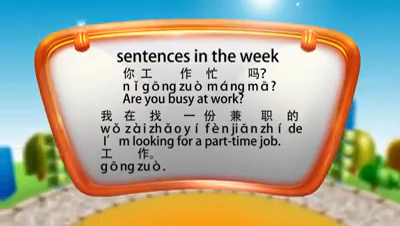 sentences in the week
你 工 作 忙 吗?
nǐ gōng zuò máng mā?
Are you busy at work?
我 在 找 一 份 兼 职 的
wǒ zài zhǎo yí fèn jiān zhí de
I'm looking for a part-time job.
工 作。
gōng zuò.